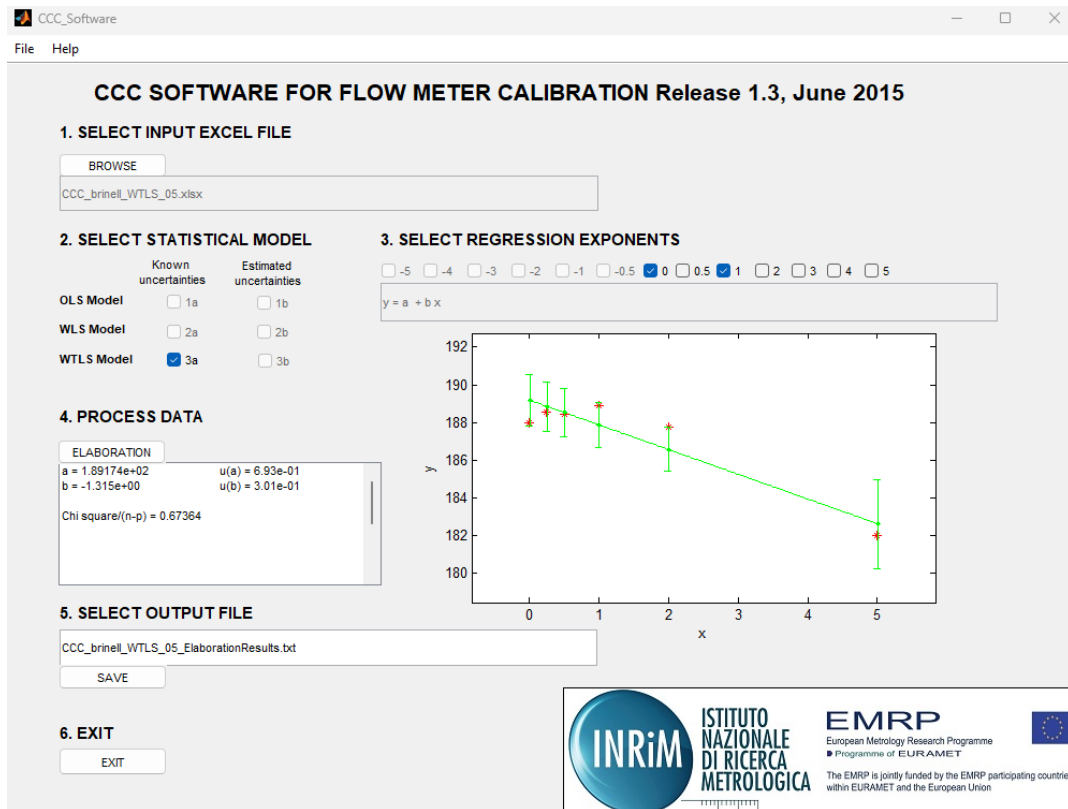 CCC_Software
File Help
CCC SOFTWARE FOR FLOW METER CALIBRATION Release 1.3, June 2015
1. SELECT INPUT EXCEL FILE
BROWSE
CCC_brinell_WTLS_05.xlsx
2. SELECT STATISTICAL MODEL
Known uncertainties
Estimated uncertainties
OLS Model 1a 1b
WLS Model 2a 2b
WTLS Model 3a 3b
3. SELECT REGRESSION EXPONENTS
-5 -4 -3 -2 -1 -0.5 0 0.5 1 2 3 4 5
y = a + b x
192
190
188
186
184
182
180
y
0 1 2 3 4 5
x
4. PROCESS DATA
ELABORATION
a = 1.89174e+02 u(a) = 6.93e-01
b = -1.315e+00 u(b) = 3.01e-01
Chi square/(n-p) = 0.67364
5. SELECT OUTPUT FILE
CCC_brinell_WTLS_05_ElaborationResults.txt
SAVE
6. EXIT
EXIT
INRiM
ISTITUTO
NAZIONALE
DI RICERCA
METROLOGICA
EMRP
European Metrology Research Programme
Programme of EURAMET
The EMRP is jointly funded by the EMRP participating countrie
within EURAMET and the European Union